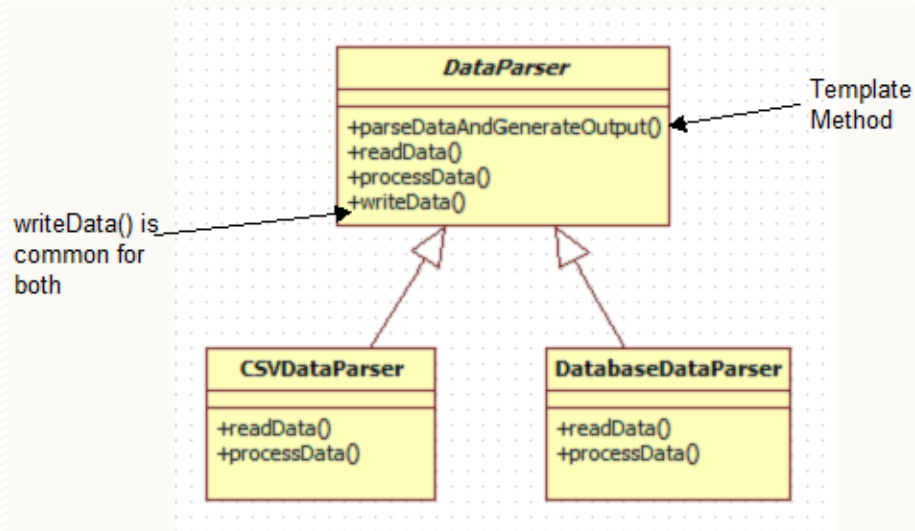 DataParser
+parseDataAndGenerateOutput()
+readData()
+processData()
+writeData()
Template
Method
writeData() is
common for
both
CSVDataParser
+readData()
+processData()
DatabaseDataParser
+readData()
+processData()